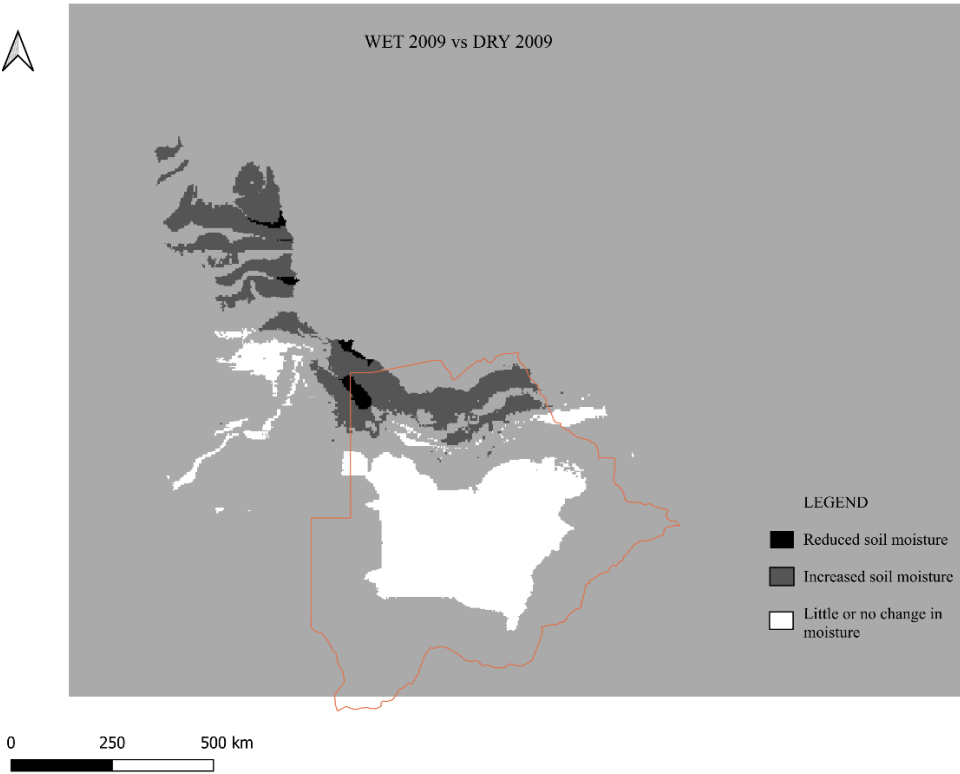 WET 2009 vs DRY 2009
LEGEND
Reduced soil moisture
Increased soil moisture
Little or no change in
moisture
0 250 500 km